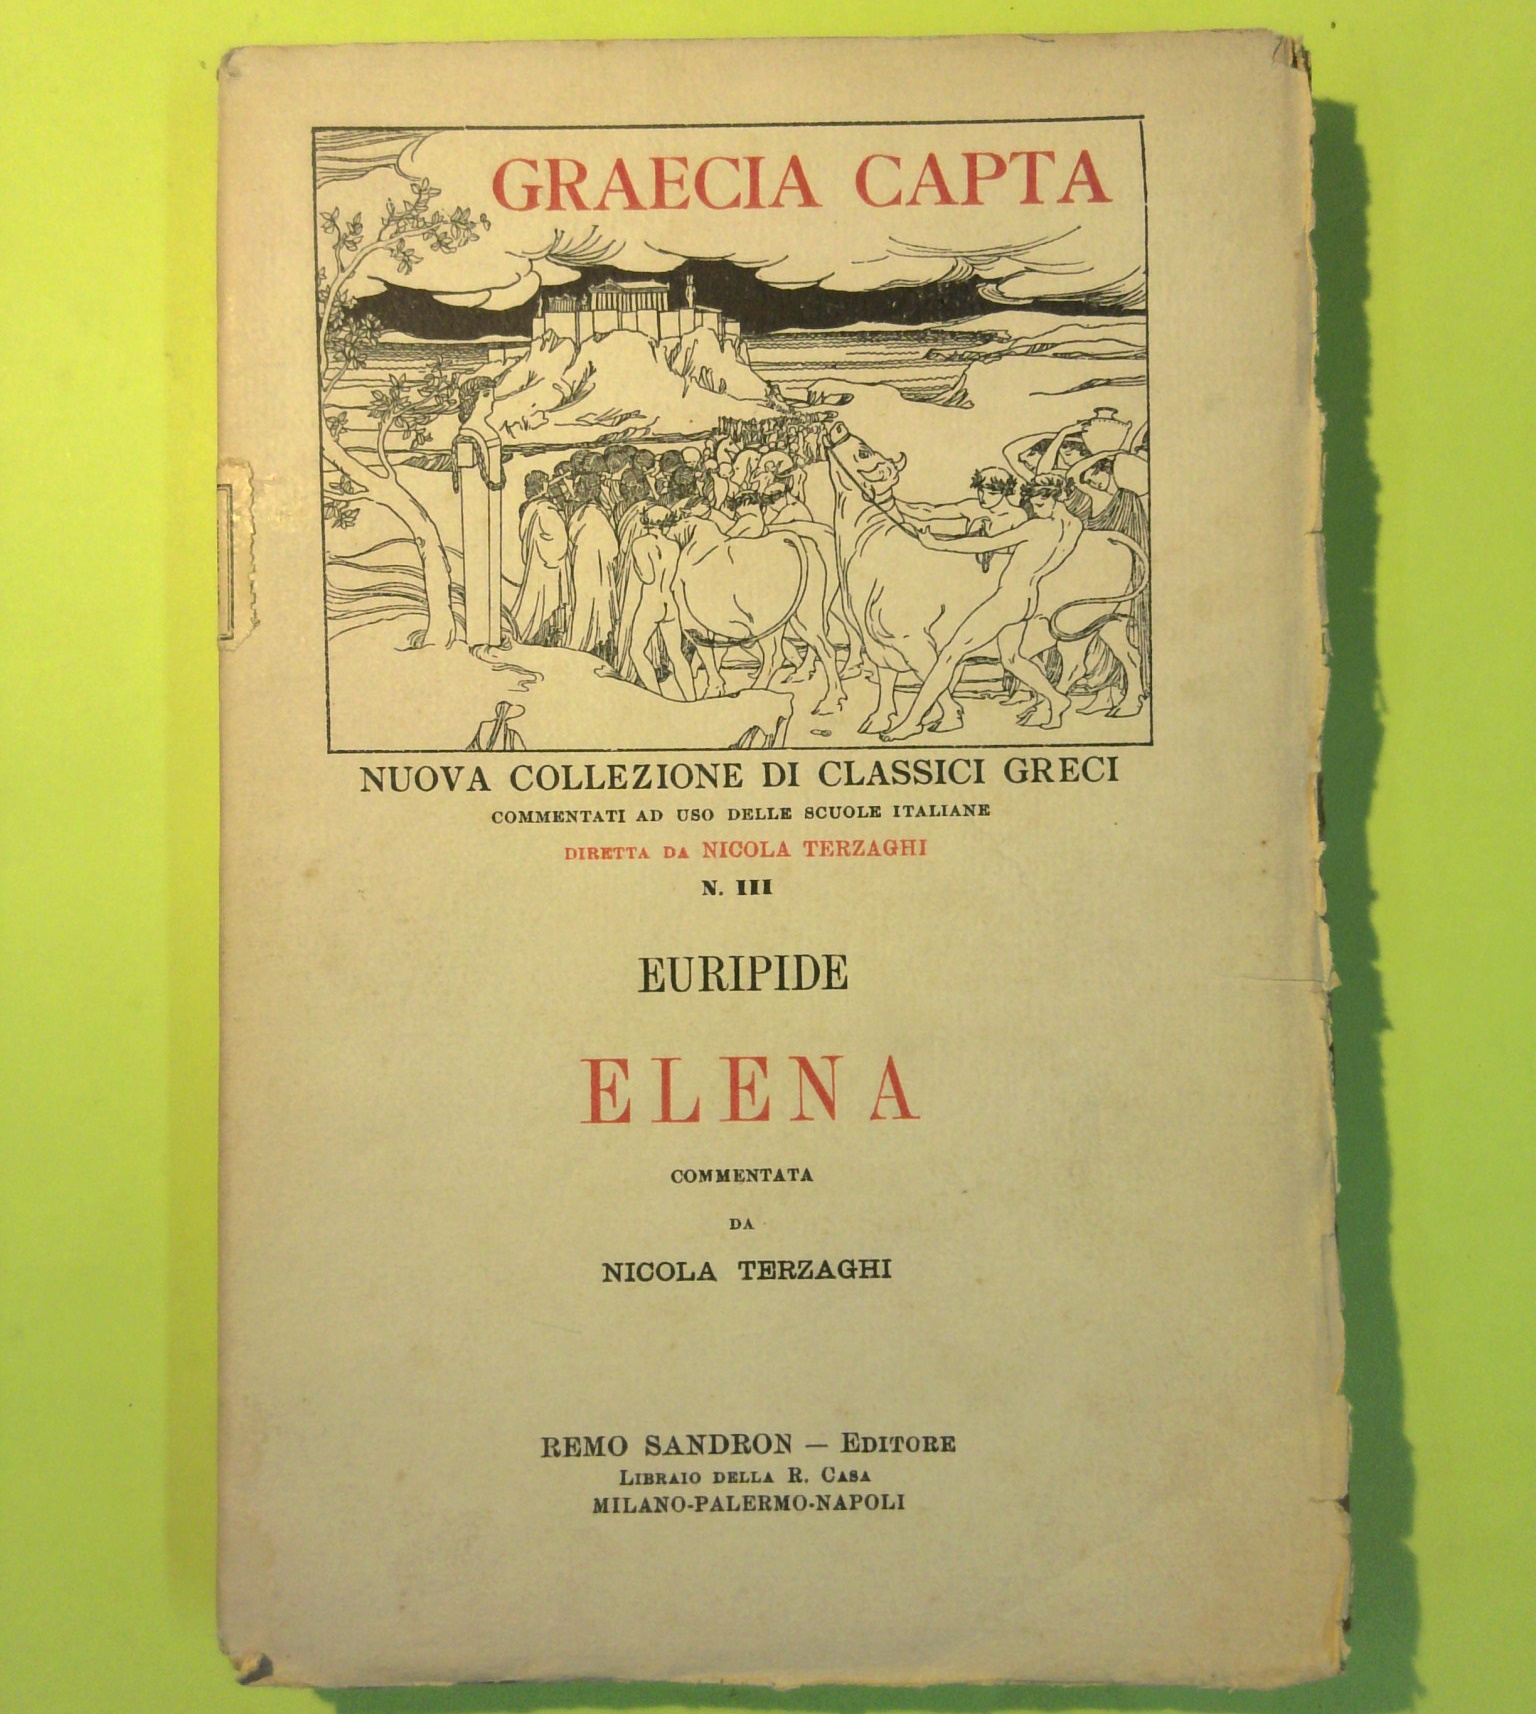 GRAECIA CAPTA
NUOVA COLLEZIONE DI CLASSICI GRECI
COMMENTATI AD USO DELLE SCUOLE ITALIANE
DIRETTA DA NICOLA TERZAGHI
N. III
EURIPIDE
ELENA
COMMENTATA
DA
NICOLA TERZAGHI
REMO SANDRON — EDITORE
LIBRAIO DELLA R. CASA
MILANO-PALERMO-NAPOLI